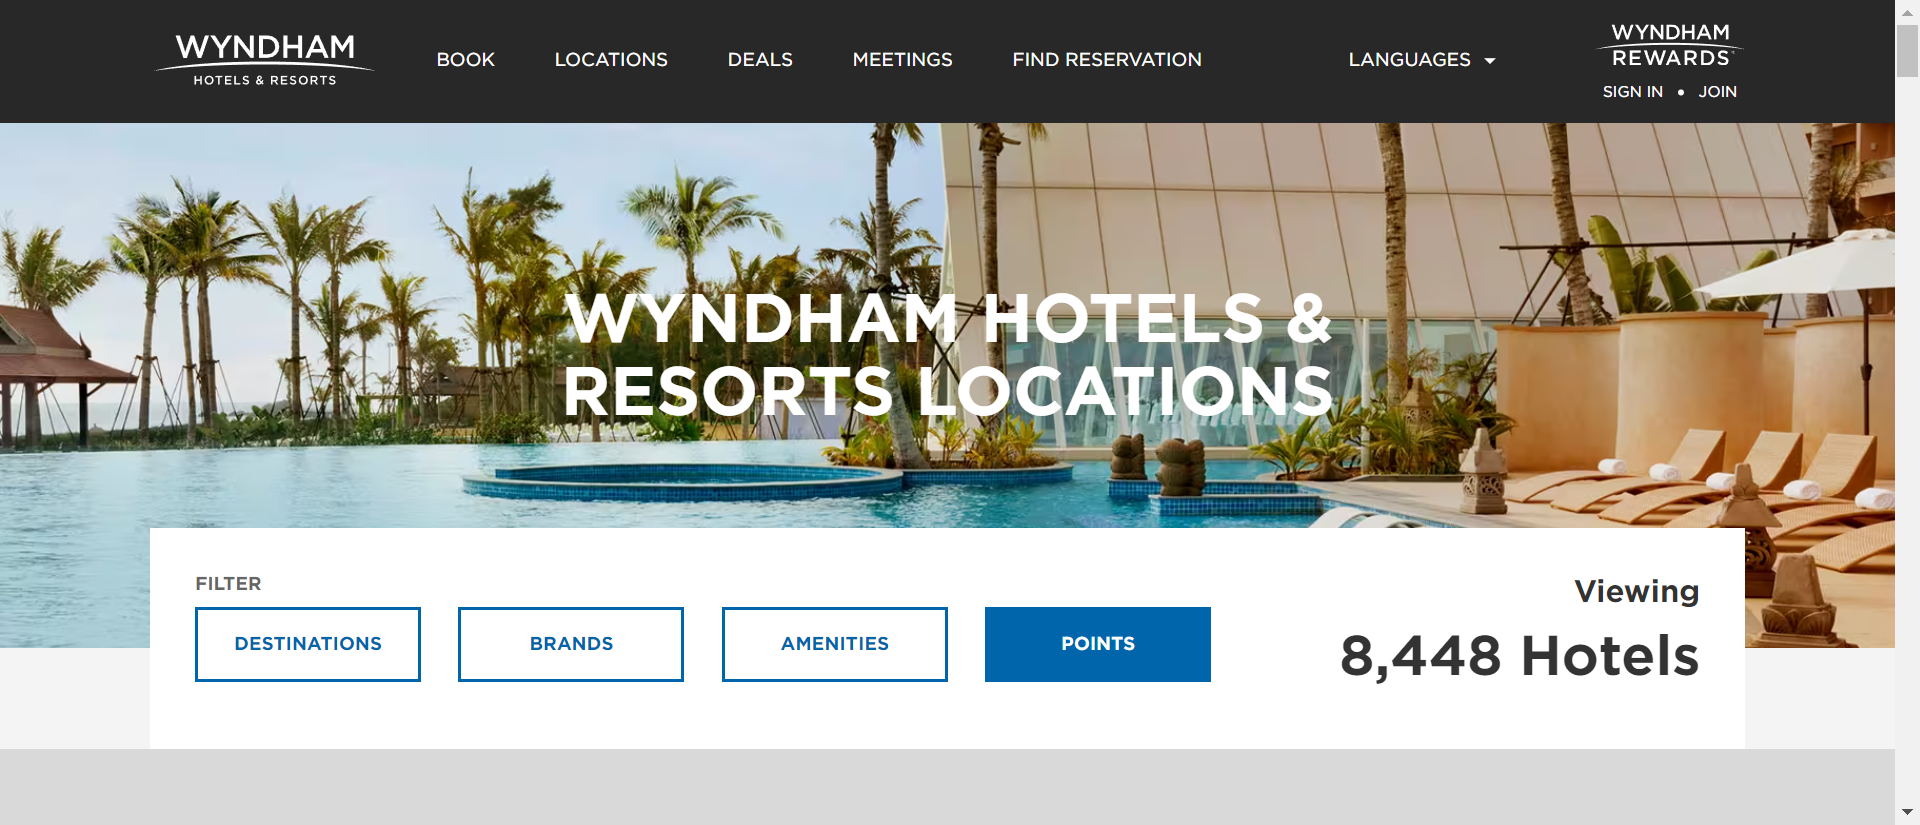 WYNDHAM
HOTELS & RESORTS
BOOK
LOCATIONS
DEALS
MEETINGS
FIND RESERVATION
LANGUAGES
WYNDHAM
REWARDS
SIGN IN • JOIN
WYNDHAM HOTELS &
RESORTS LOCATIONS
FILTER
DESTINATIONS
BRANDS
AMENITIES
POINTS
Viewing
8,448 Hotels